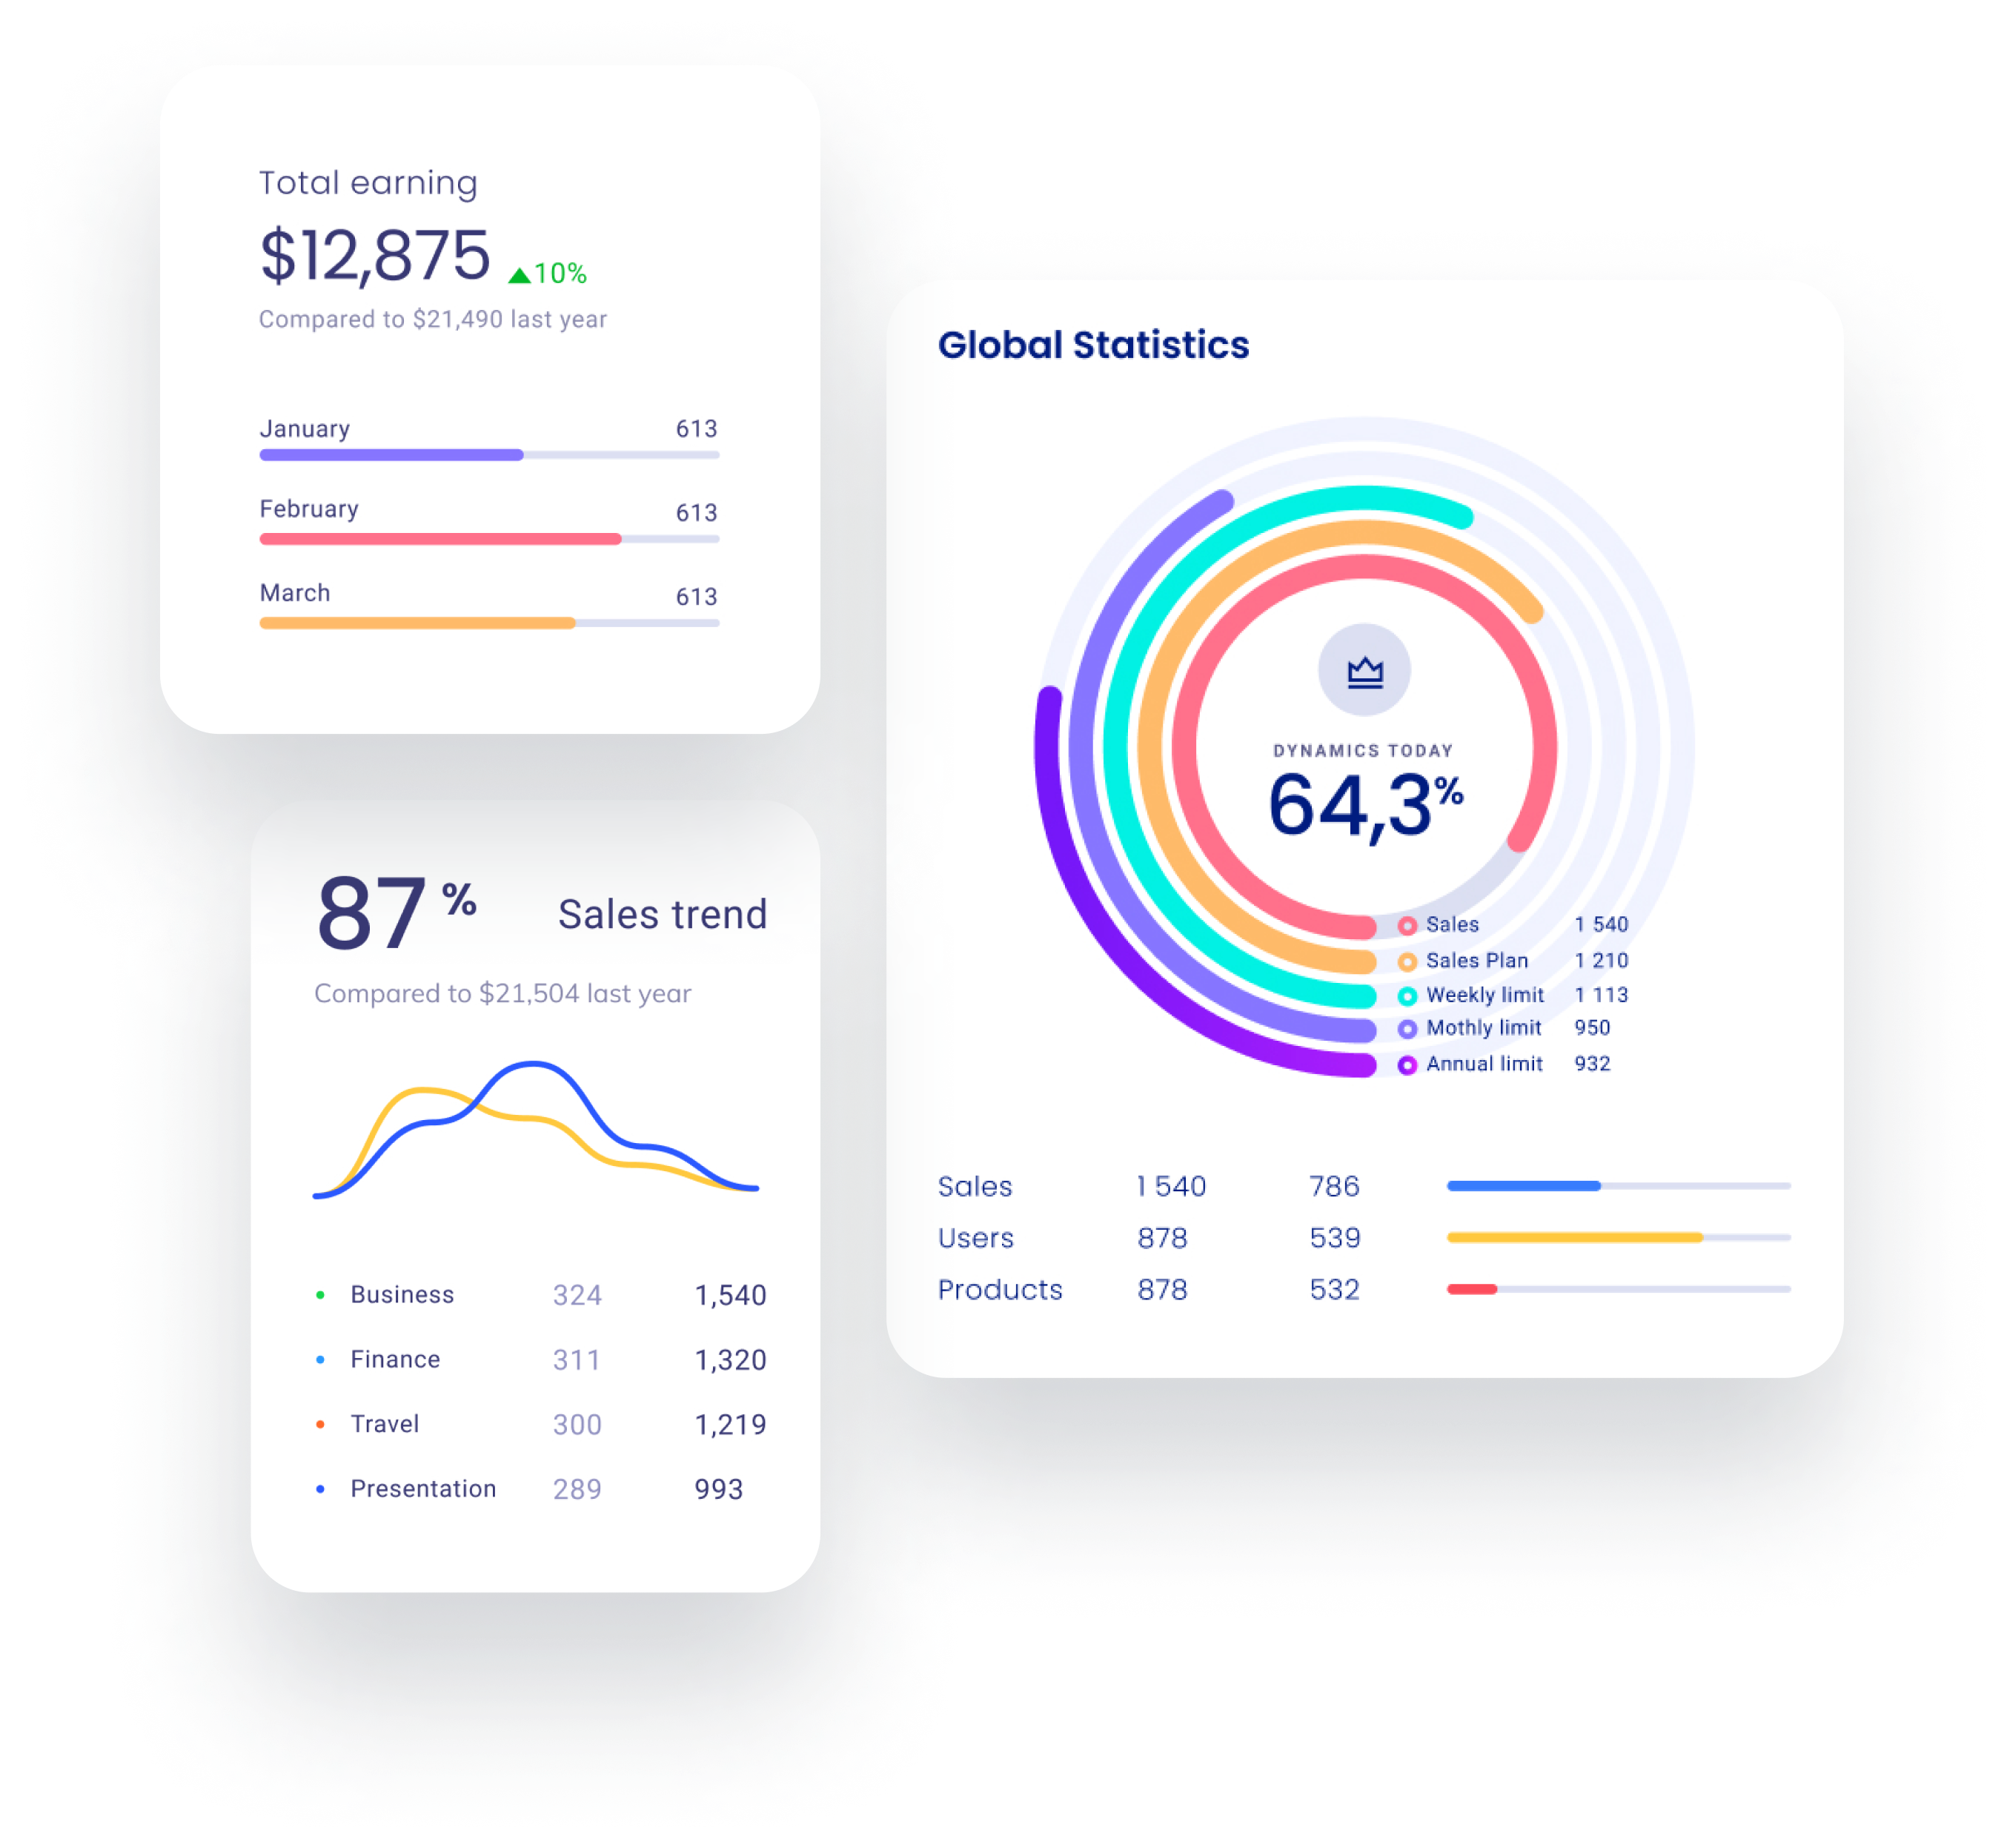 Total earning
$12,875 ▲10%
Compared to $21,490 last year
January 613
February 613
March 613
87 % Sales trend
Compared to $21,504 last year
Business 324 1,540
Finance 311 1,320
Travel 300 1,219
Presentation 289 993
Global Statistics
DYNAMICS TODAY
64,3%
Sales 1 540
Sales Plan 1 210
Weekly limit 1 113
Mothly limit 950
Annual limit 932
Sales 1 540 786
Users 878 539
Products 878 532